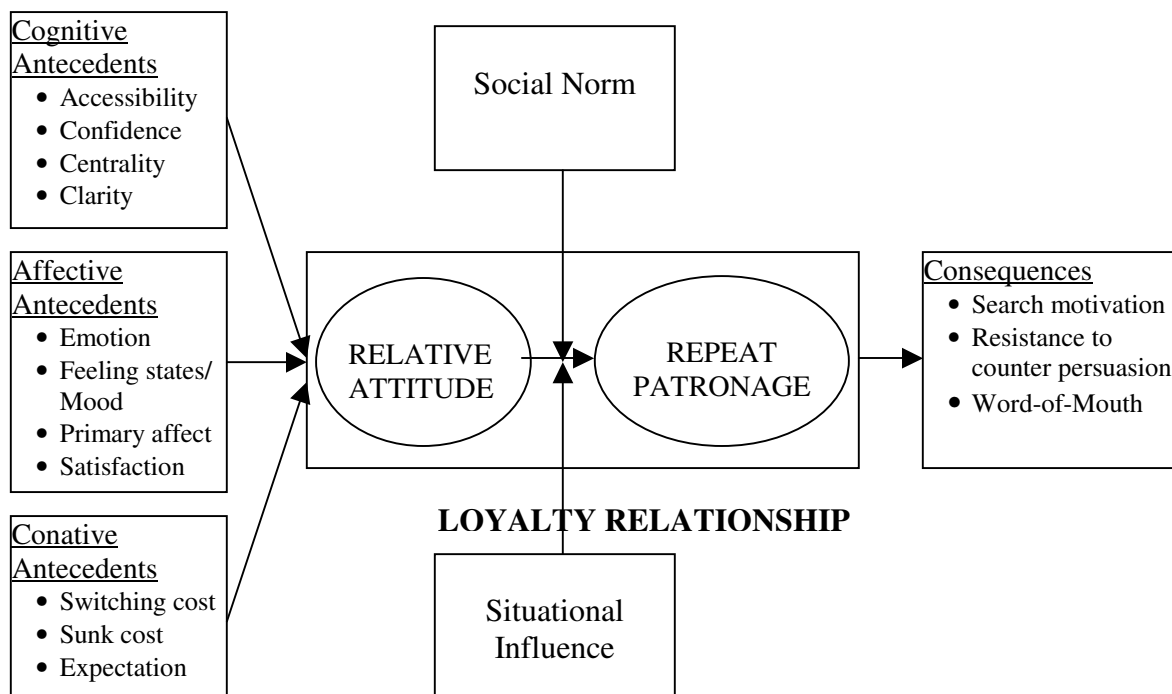 Cognitive
Antecedents
• Accessibility
• Confidence
• Centrality
• Clarity
Affective
Antecedents
• Emotion
• Feeling states/
Mood
• Primary affect
• Satisfaction
Conative
Antecedents
• Switching cost
• Sunk cost
• Expectation
Social Norm
RELATIVE
ATTITUDE
REPEAT
PATRONAGE
LOYALTY RELATIONSHIP
Situational
Influence
Consequences
• Search motivation
• Resistance to
counter persuasion
• Word-of-Mouth